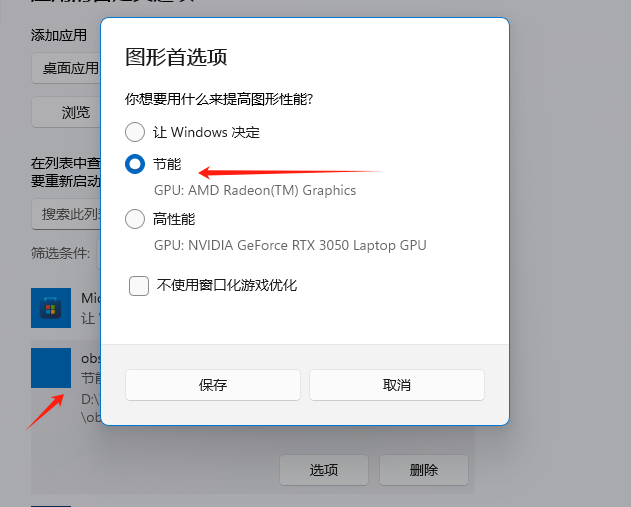 图形首选项
你想要用什么来提高图形性能?
让 Windows 决定
节能
GPU: AMD Radeon(TM) Graphics
高性能
GPU: NVIDIA GeForce RTX 3050 Laptop GPU
不使用窗口化游戏优化
保存
取消
添加应用
桌面应用
浏览
在列表中查
要重新启动
搜索此列
筛选条件:
Mic
让
obs
节能
D:\
\ob
选项
删除